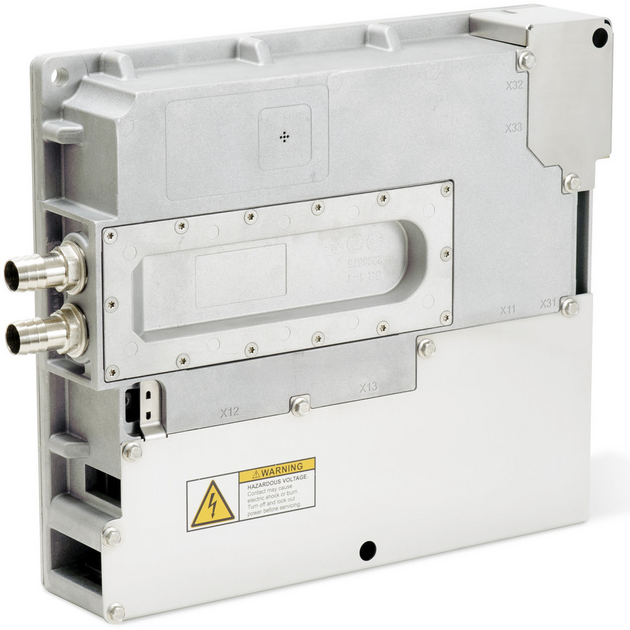 X32
X33
X11
X31
X13
X12
WARNING
HAZARDOUS VOLTAGE.
Contact may cause
electric shock or burn.
Turn off and lock out
power before servicing.